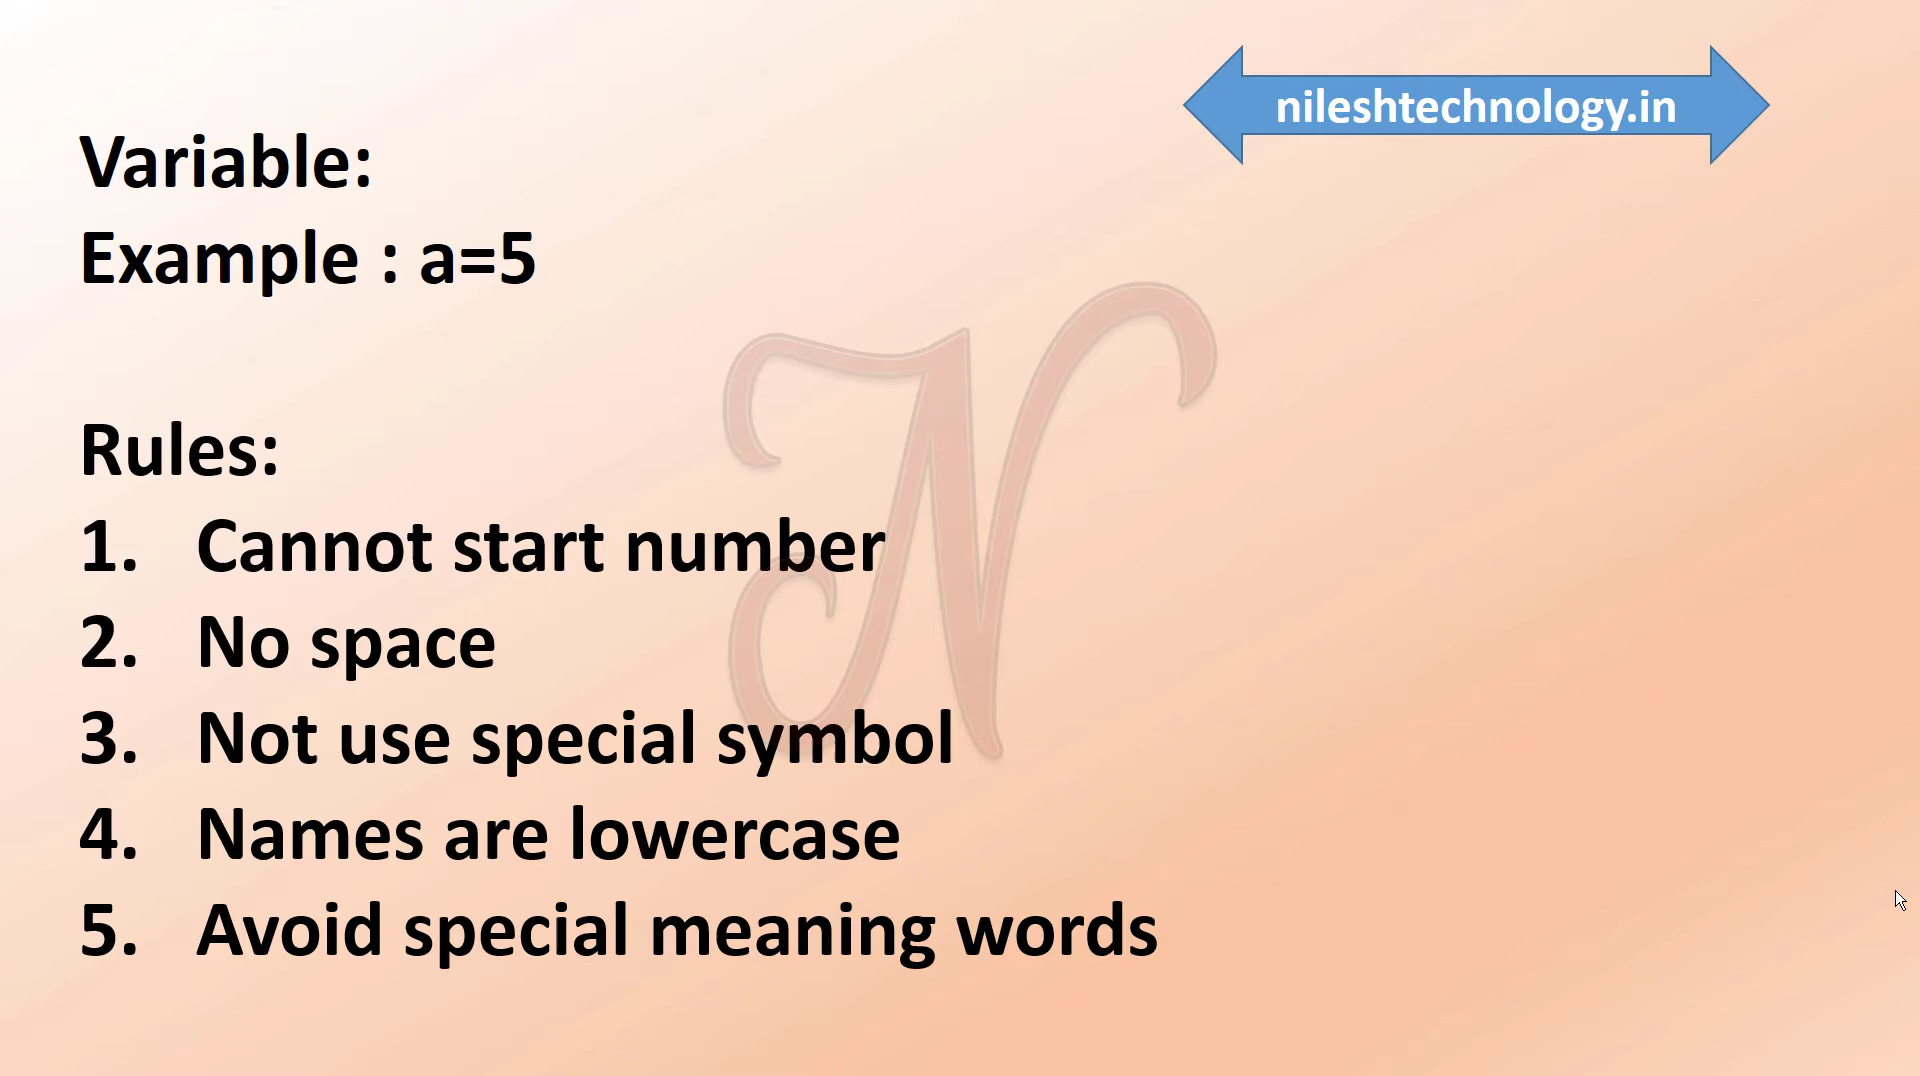 nileshtechnology.in
Variable:
Example : a=5
Rules:
1. Cannot start number
2. No space
3. Not use special symbol
4. Names are lowercase
5. Avoid special meaning words
N